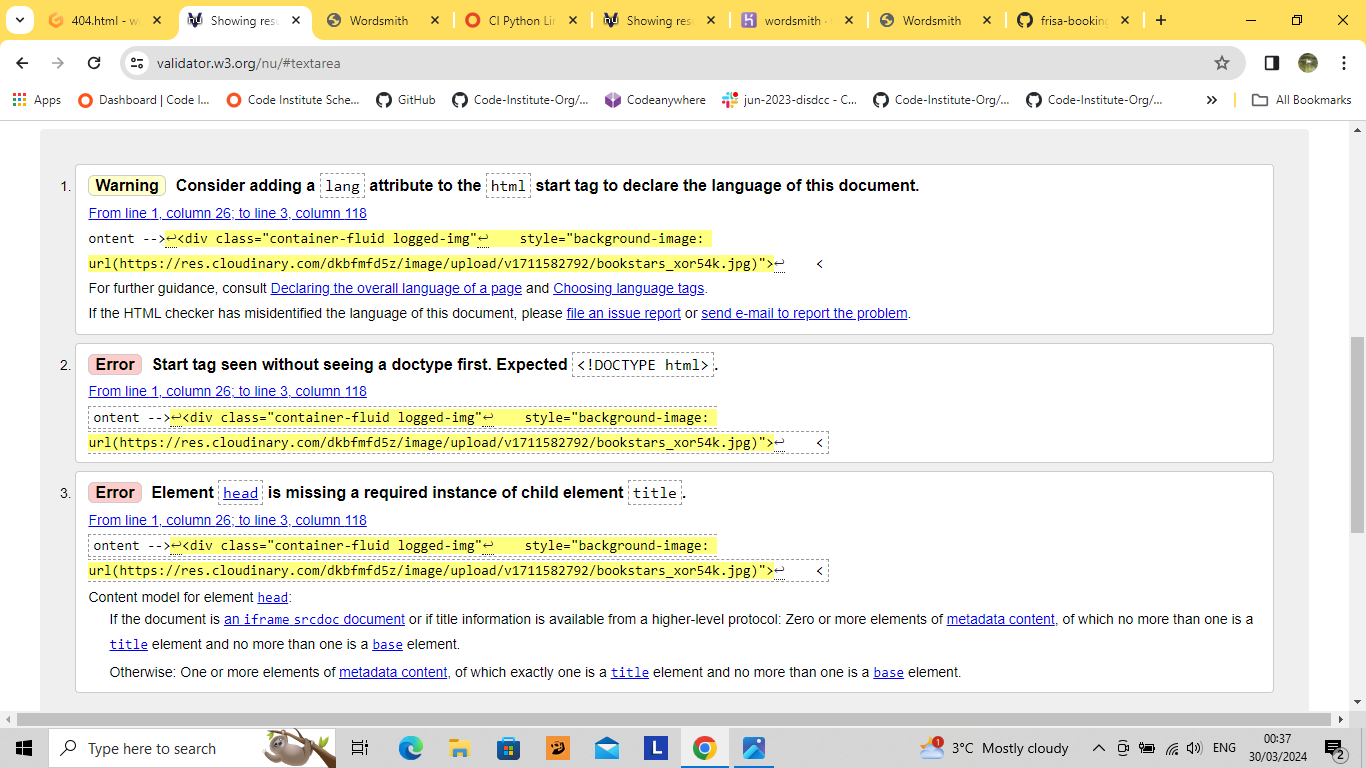 404.html - w
Showing resu
Wordsmith
CI Python Lin
Showing resu
wordsmith ·
Wordsmith
frisa-booking
validator.w3.org/nu/#textarea
Apps
Dashboard | Code I...
Code Institute Sche...
GitHub
Code-Institute-Org/...
Codeanywhere
jun-2023-disdcc - C...
Code-Institute-Org/...
Code-Institute-Org/...
»
All Bookmarks
1. Warning Consider adding a lang attribute to the html start tag to declare the language of this document.
From line 1, column 26; to line 3, column 118
ontent -->↩<div class="container-fluid logged-img"↩ style="background-image:
url(https://res.cloudinary.com/dkbfmfd5z/image/upload/v1711582792/bookstars_xor54k.jpg)">↩ <
For further guidance, consult Declaring the overall language of a page and Choosing language tags.
If the HTML checker has misidentified the language of this document, please file an issue report or send e-mail to report the problem.
2. Error Start tag seen without seeing a doctype first. Expected <!DOCTYPE html>.
From line 1, column 26; to line 3, column 118
ontent -->↩<div class="container-fluid logged-img"↩ style="background-image:
url(https://res.cloudinary.com/dkbfmfd5z/image/upload/v1711582792/bookstars_xor54k.jpg)">↩ <
3. Error Element head is missing a required instance of child element title.
From line 1, column 26; to line 3, column 118
ontent -->↩<div class="container-fluid logged-img"↩ style="background-image:
url(https://res.cloudinary.com/dkbfmfd5z/image/upload/v1711582792/bookstars_xor54k.jpg)">↩ <
Content model for element head:
If the document is an iframe srcdoc document or if title information is available from a higher-level protocol: Zero or more elements of metadata content, of which no more than one is a
title element and no more than one is a base element.
Otherwise: One or more elements of metadata content, of which exactly one is a title element and no more than one is a base element.
Type here to search
L
1
3°C Mostly cloudy
ENG
00:37
30/03/2024
2